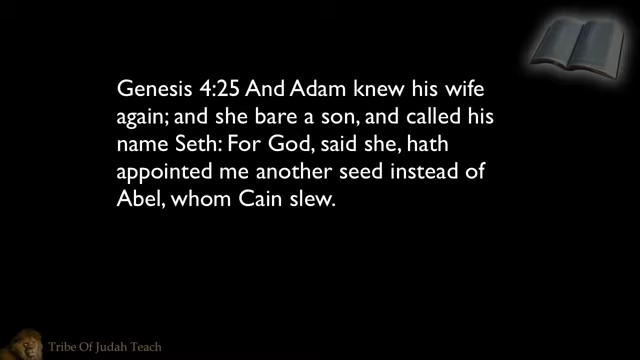 Genesis 4:25 And Adam knew his wife
again; and she bare a son, and called his
name Seth: For God, said she, hath
appointed me another seed instead of
Abel, whom Cain slew.
Tribe Of Judah Teach